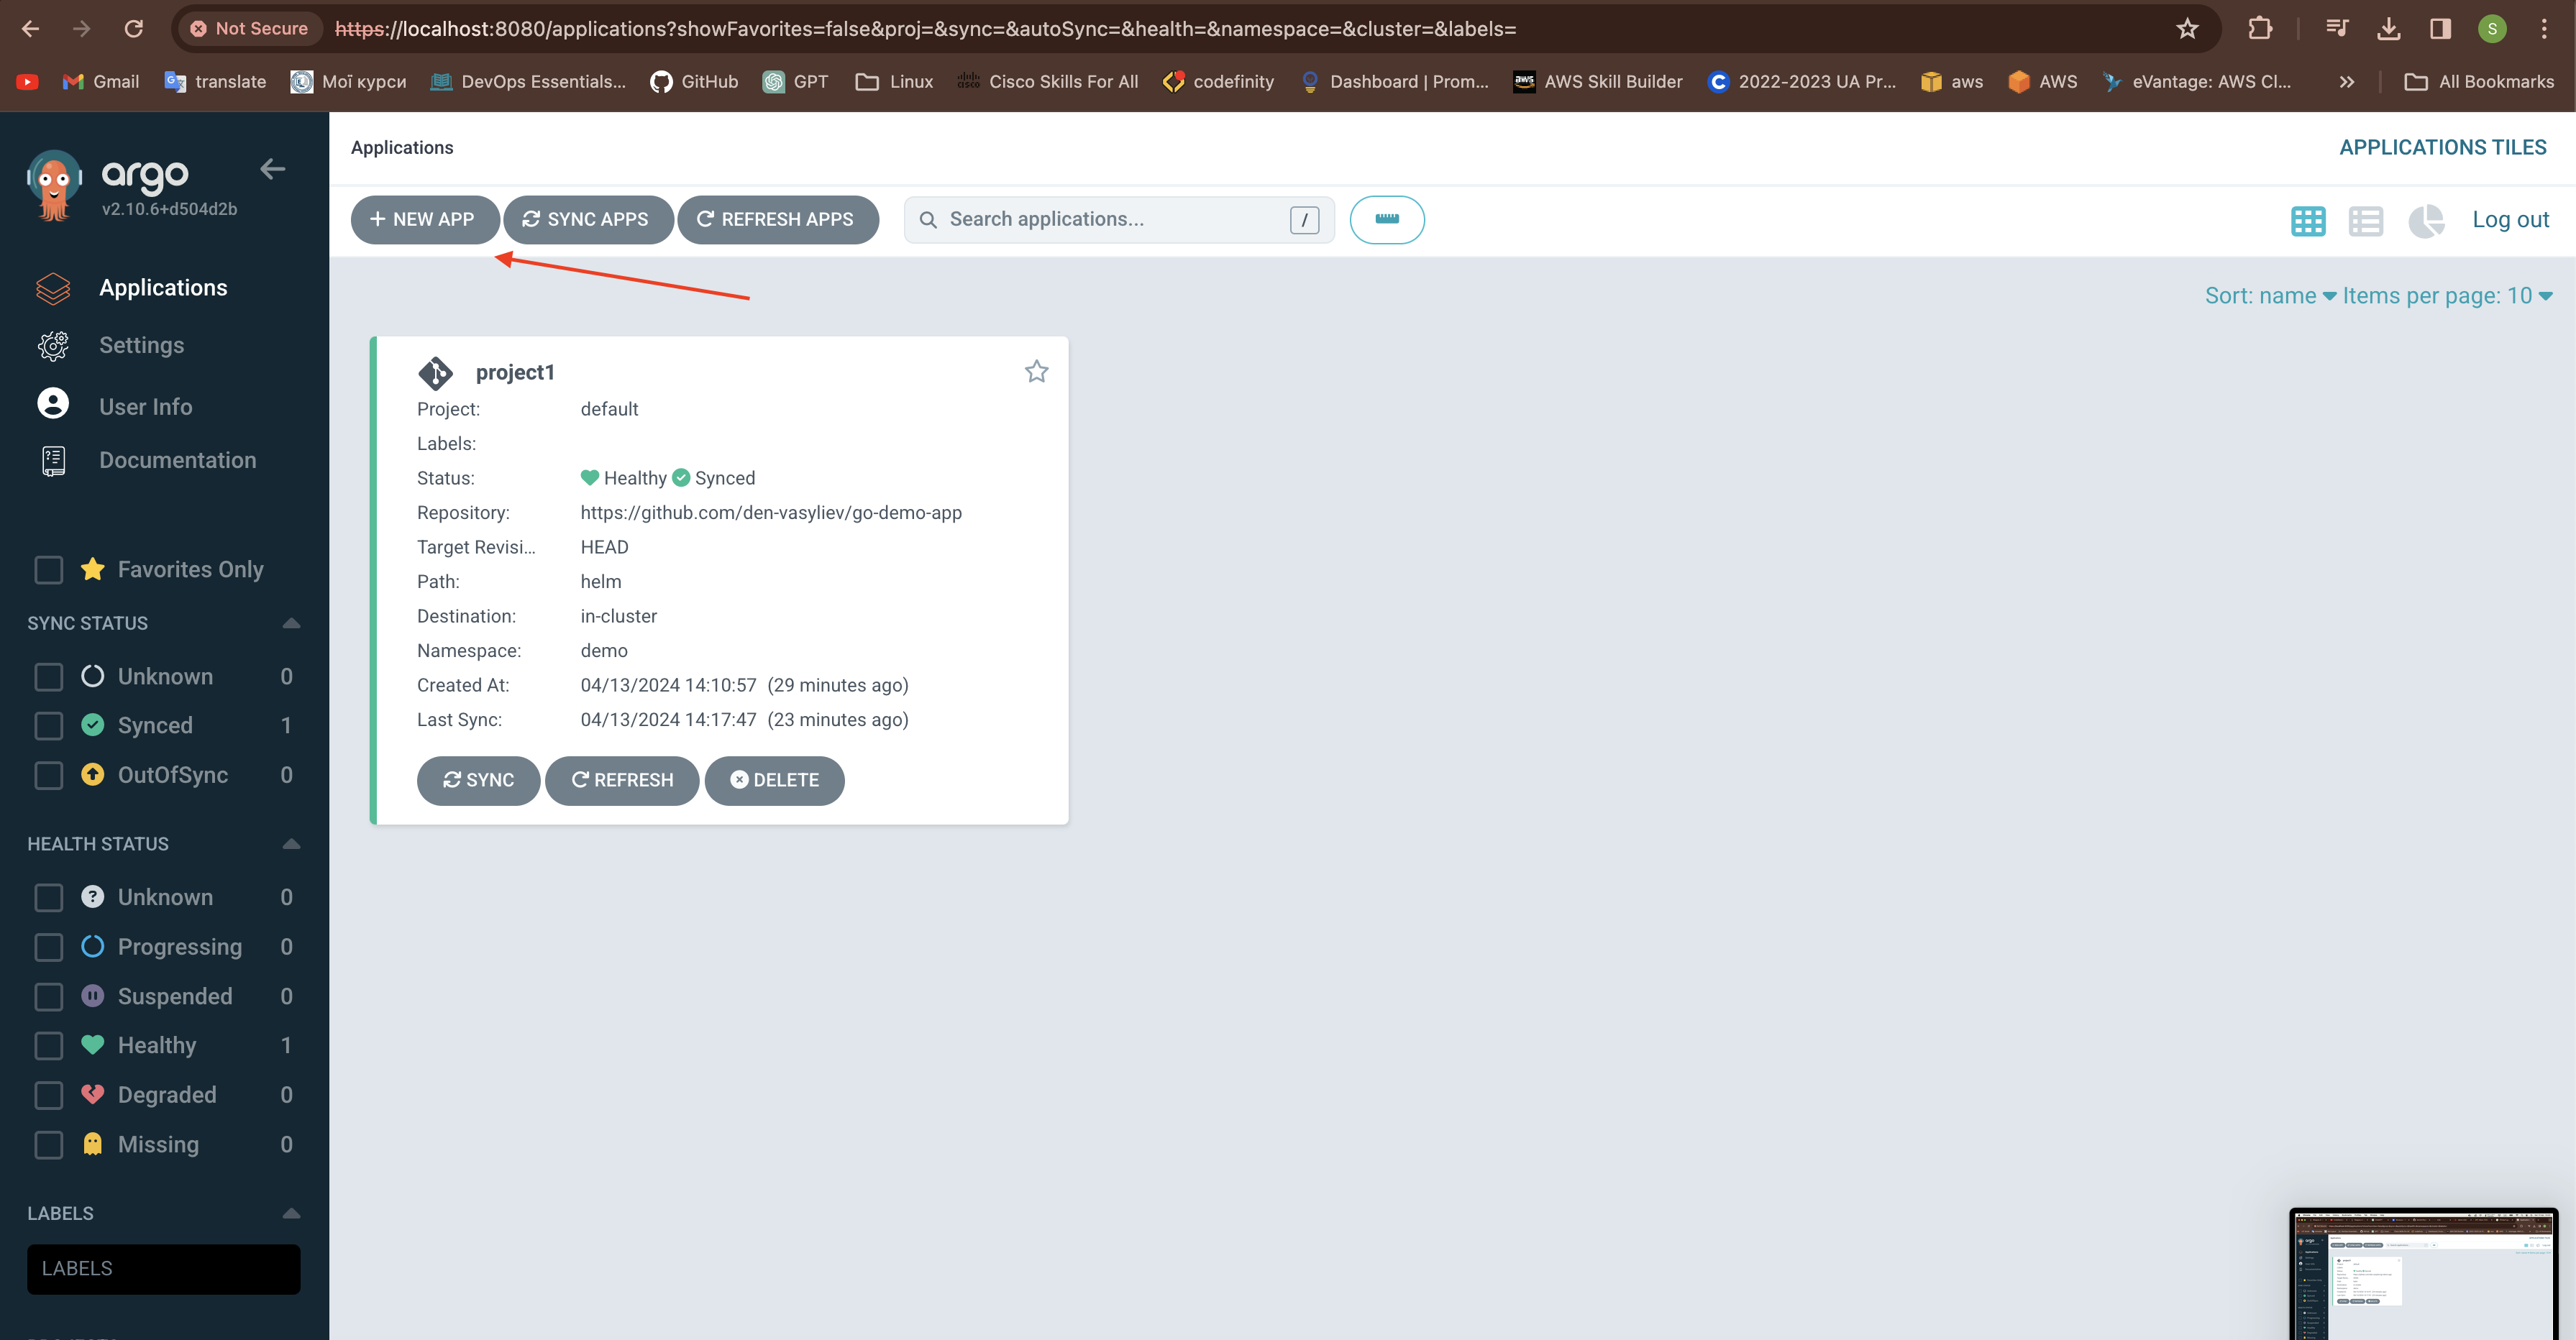 Not Secure https://localhost:8080/applications?showFavorites=false&proj=&sync=&autoSync=&health=&namespace=&cluster=&labels= S
Gmail translate Мої курси DevOps Essentials... GitHub GPT Linux Cisco Skills For All codefinity Dashboard | Prom... AWS Skill Builder 2022-2023 UA Pr... aws AWS eVantage: AWS Cl... » All Bookmarks
argo
v2.10.6+d504d2b
Applications
Settings
User Info
Documentation
Favorites Only
SYNC STATUS
Unknown 0
Synced 1
OutOfSync 0
HEALTH STATUS
Unknown 0
Progressing 0
Suspended 0
Healthy 1
Degraded 0
Missing 0
LABELS
LABELS
Applications
APPLICATIONS TILES
+ NEW APP SYNC APPS REFRESH APPS Search applications... / Log out
Sort: name Items per page: 10
project1
Project: default
Labels:
Status: Healthy Synced
Repository: https://github.com/den-vasyliev/go-demo-app
Target Revisi... HEAD
Path: helm
Destination: in-cluster
Namespace: demo
Created At: 04/13/2024 14:10:57 (29 minutes ago)
Last Sync: 04/13/2024 14:17:47 (23 minutes ago)
SYNC REFRESH DELETE